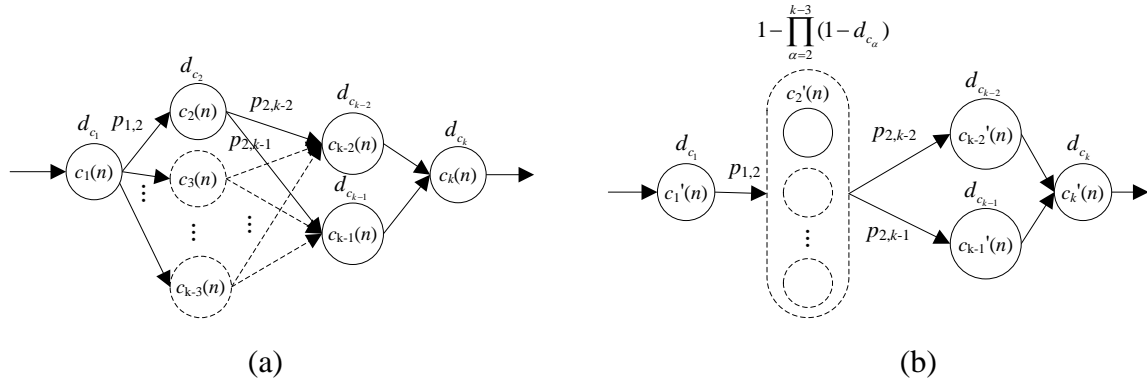 d_{c_1}
c_1(n)
p_{1,2}
d_{c_2}
c_2(n)
c_3(n)
⋮
...
⋮
...
c_{k-3}(n)
p_{2,k-2}
p_{2,k-1}
d_{c_{k-2}}
c_{k-2}(n)
d_{c_{k-1}}
c_{k-1}(n)
d_{c_k}
c_k(n)
(a)
1-\prod_{α=2}^{k-3}(1-d_{c_α})
d_{c_1}
c_1'(n)
p_{1,2}
c_2'(n)
...
p_{2,k-2}
p_{2,k-1}
d_{c_{k-2}}
c_{k-2}'(n)
d_{c_{k-1}}
c_{k-1}'(n)
d_{c_k}
c_k'(n)
(b)